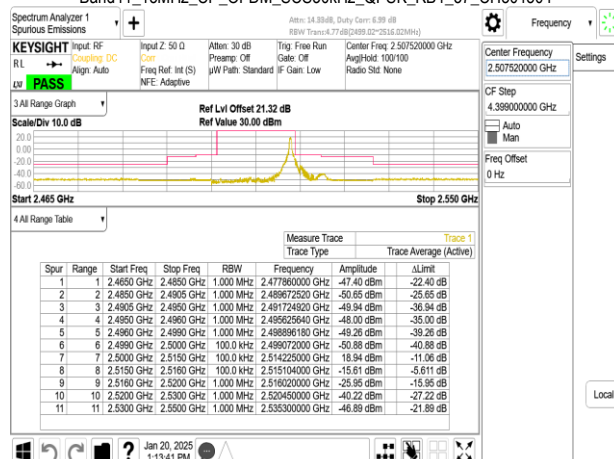 Spectrum Analyzer 1
Spurious Emissions
+
Attn: 14.83dB, Duty Corr: 6.99 dB
Frequency
Settings
KEYSIGHT
RL
PASS
Input: RF
Coupling: DC
Align: Auto
Input Z: 50 Ω
Corr
Freq Ref: Int (S)
NFE: Adaptive
Atten: 30 dB
Preamp: Off
µW Path: Standard
Trig: Free Run
Gate: Off
IF Gain: Low
Center Freq: 2.507520000 GHz
Avg|Hold: 100/100
Radio Std: None
Center Frequency
2.507520000 GHz
CF Step
4.399000000 GHz
Auto
Man
Freq Offset
0 Hz
3 All Range Graph
Scale/Div 10.0 dB
Ref Lvl Offset 21.32 dB
Ref Value 30.00 dBm
20.0
0.00
-20.0
-40.0
-60.0
Start 2.465 GHz
Stop 2.550 GHz
4 All Range Table
Measure Trace Trace 1
Trace Type Trace Average (Active)
Spur Range Start Freq Stop Freq RBW Frequency Amplitude ΔLimit
1 1 2.4650 GHz 2.4850 GHz 1.000 MHz 2.477860000 GHz -47.40 dBm -22.40 dB
2 2 2.4850 GHz 2.4905 GHz 1.000 MHz 2.489672520 GHz -50.65 dBm -25.65 dB
3 3 2.4905 GHz 2.4950 GHz 1.000 MHz 2.491724920 GHz -49.94 dBm -36.94 dB
4 4 2.4950 GHz 2.4960 GHz 1.000 MHz 2.495625640 GHz -48.00 dBm -35.00 dB
5 5 2.4960 GHz 2.4990 GHz 1.000 MHz 2.498896180 GHz -49.26 dBm -39.26 dB
6 6 2.4990 GHz 2.5000 GHz 100.0 kHz 2.499072000 GHz -50.88 dBm -40.88 dB
7 7 2.5000 GHz 2.5150 GHz 100.0 kHz 2.514225000 GHz 18.94 dBm -11.06 dB
8 8 2.5150 GHz 2.5160 GHz 100.0 kHz 2.515104000 GHz -15.61 dBm -5.611 dB
9 9 2.5160 GHz 2.5200 GHz 1.000 MHz 2.516020000 GHz -25.95 dBm -15.95 dB
10 10 2.5200 GHz 2.5300 GHz 1.000 MHz 2.520450000 GHz -40.22 dBm -27.22 dB
11 11 2.5300 GHz 2.5500 GHz 1.000 MHz 2.535300000 GHz -46.89 dBm -21.89 dB
Local
?
Jan 20, 2025
1:13:41 PM